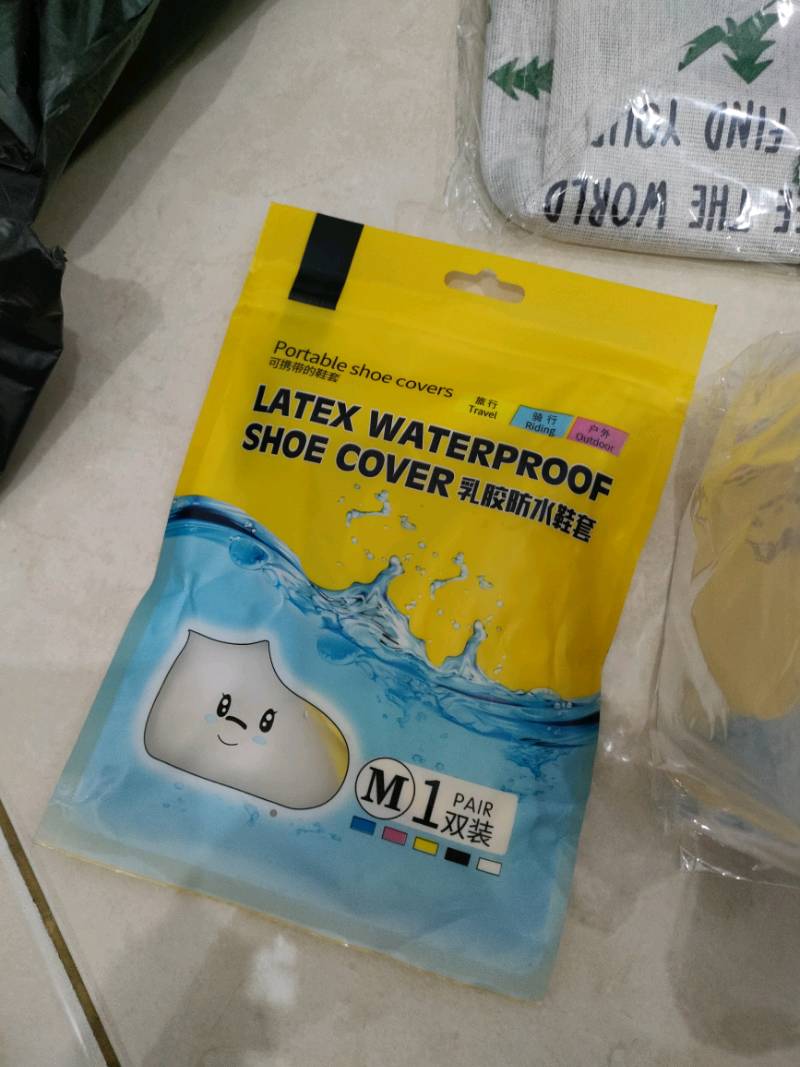 Portable shoe covers
可携带的鞋套
旅行
Travel
骑行
Riding
户外
Outdoor
LATEX WATERPROOF
SHOE COVER 乳胶防水鞋套
M 1 PAIR
双装
FIND YOU
THE WORLD